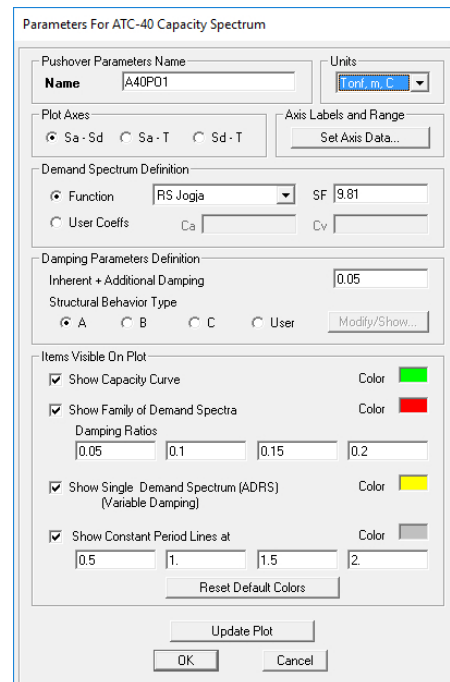 Parameters For ATC-40 Capacity Spectrum
Pushover Parameters Name
Name A40PO1
Units
Tonf, m, C
Plot Axes
Sa - Sd Sa - T Sd - T
Axis Labels and Range
Set Axis Data...
Demand Spectrum Definition
Function RS Jogja SF 9.81
User Coeffs Ca Cv
Damping Parameters Definition
Inherent + Additional Damping 0.05
Structural Behavior Type
A B C User Modify/Show...
Items Visible On Plot
Show Capacity Curve Color
Show Family of Demand Spectra Color
Damping Ratios
0.05 0.1 0.15 0.2
Show Single Demand Spectrum (ADRS) Color
(Variable Damping)
Show Constant Period Lines at Color
0.5 1. 1.5 2.
Reset Default Colors
Update Plot
OK Cancel